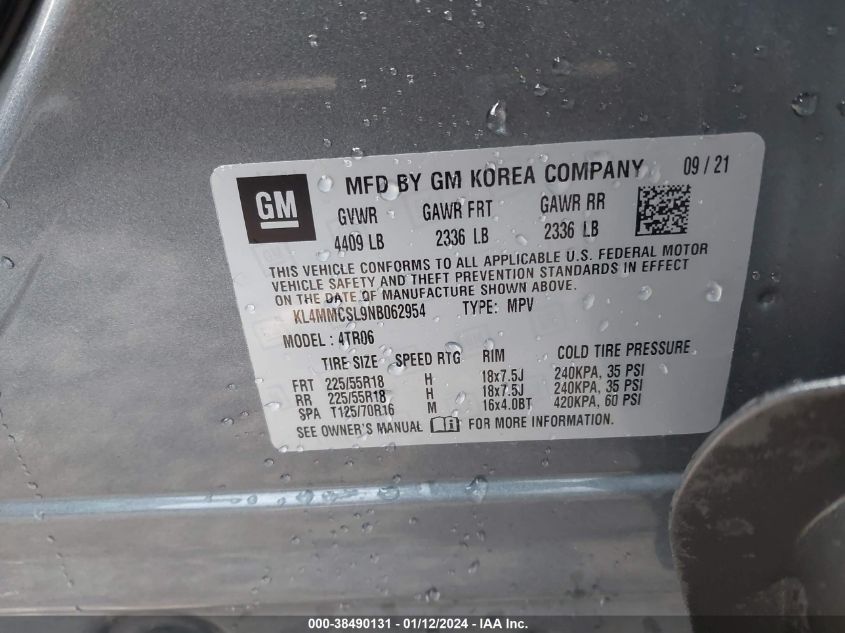 GM
MFD BY GM KOREA COMPANY 09 / 21
GVWR GAWR FRT GAWR RR
4409 LB 2336 LB 2336 LB
THIS VEHICLE CONFORMS TO ALL APPLICABLE U.S. FEDERAL MOTOR
VEHICLE SAFETY AND THEFT PREVENTION STANDARDS IN EFFECT
ON THE DATE OF MANUFACTURE SHOWN ABOVE.
KL4MMCSL9NB062954 TYPE: MPV
MODEL : 4TR06
TIRE SIZE SPEED RTG RIM COLD TIRE PRESSURE
FRT 225/55R18 H 18x7.5J 240KPA, 35 PSI
RR 225/55R18 H 18x7.5J 240KPA, 35 PSI
SPA T125/70R16 M 16x4.0BT 420KPA, 60 PSI
SEE OWNER'S MANUAL FOR MORE INFORMATION.
000-38490131 - 01/12/2024 - © IAA Inc.